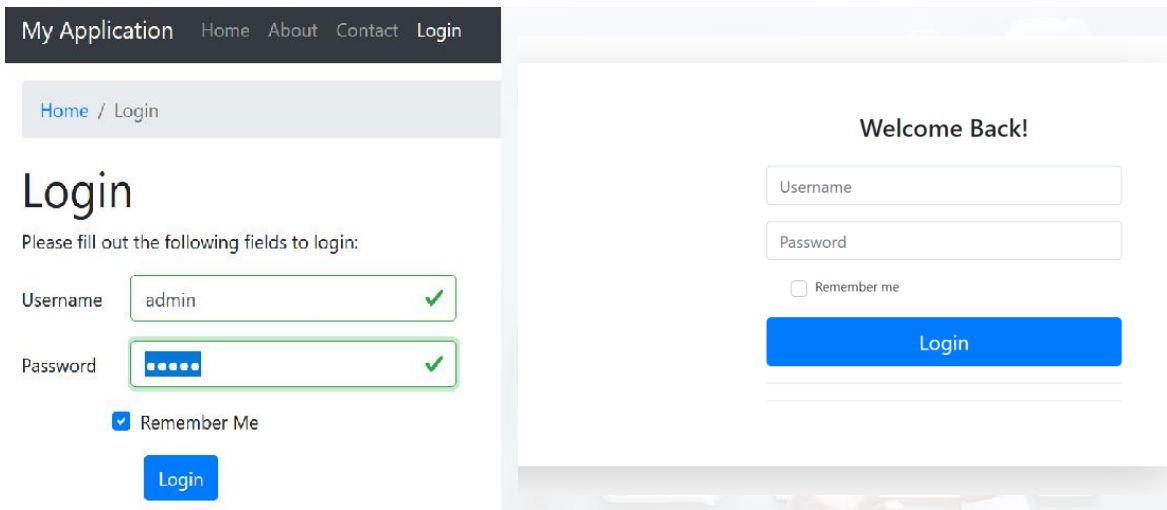 My Application Home About Contact Login
Home / Login
Login
Please fill out the following fields to login:
Username admin
Password •••••
Remember Me
Login
Welcome Back!
Username
Password
Remember me
Login